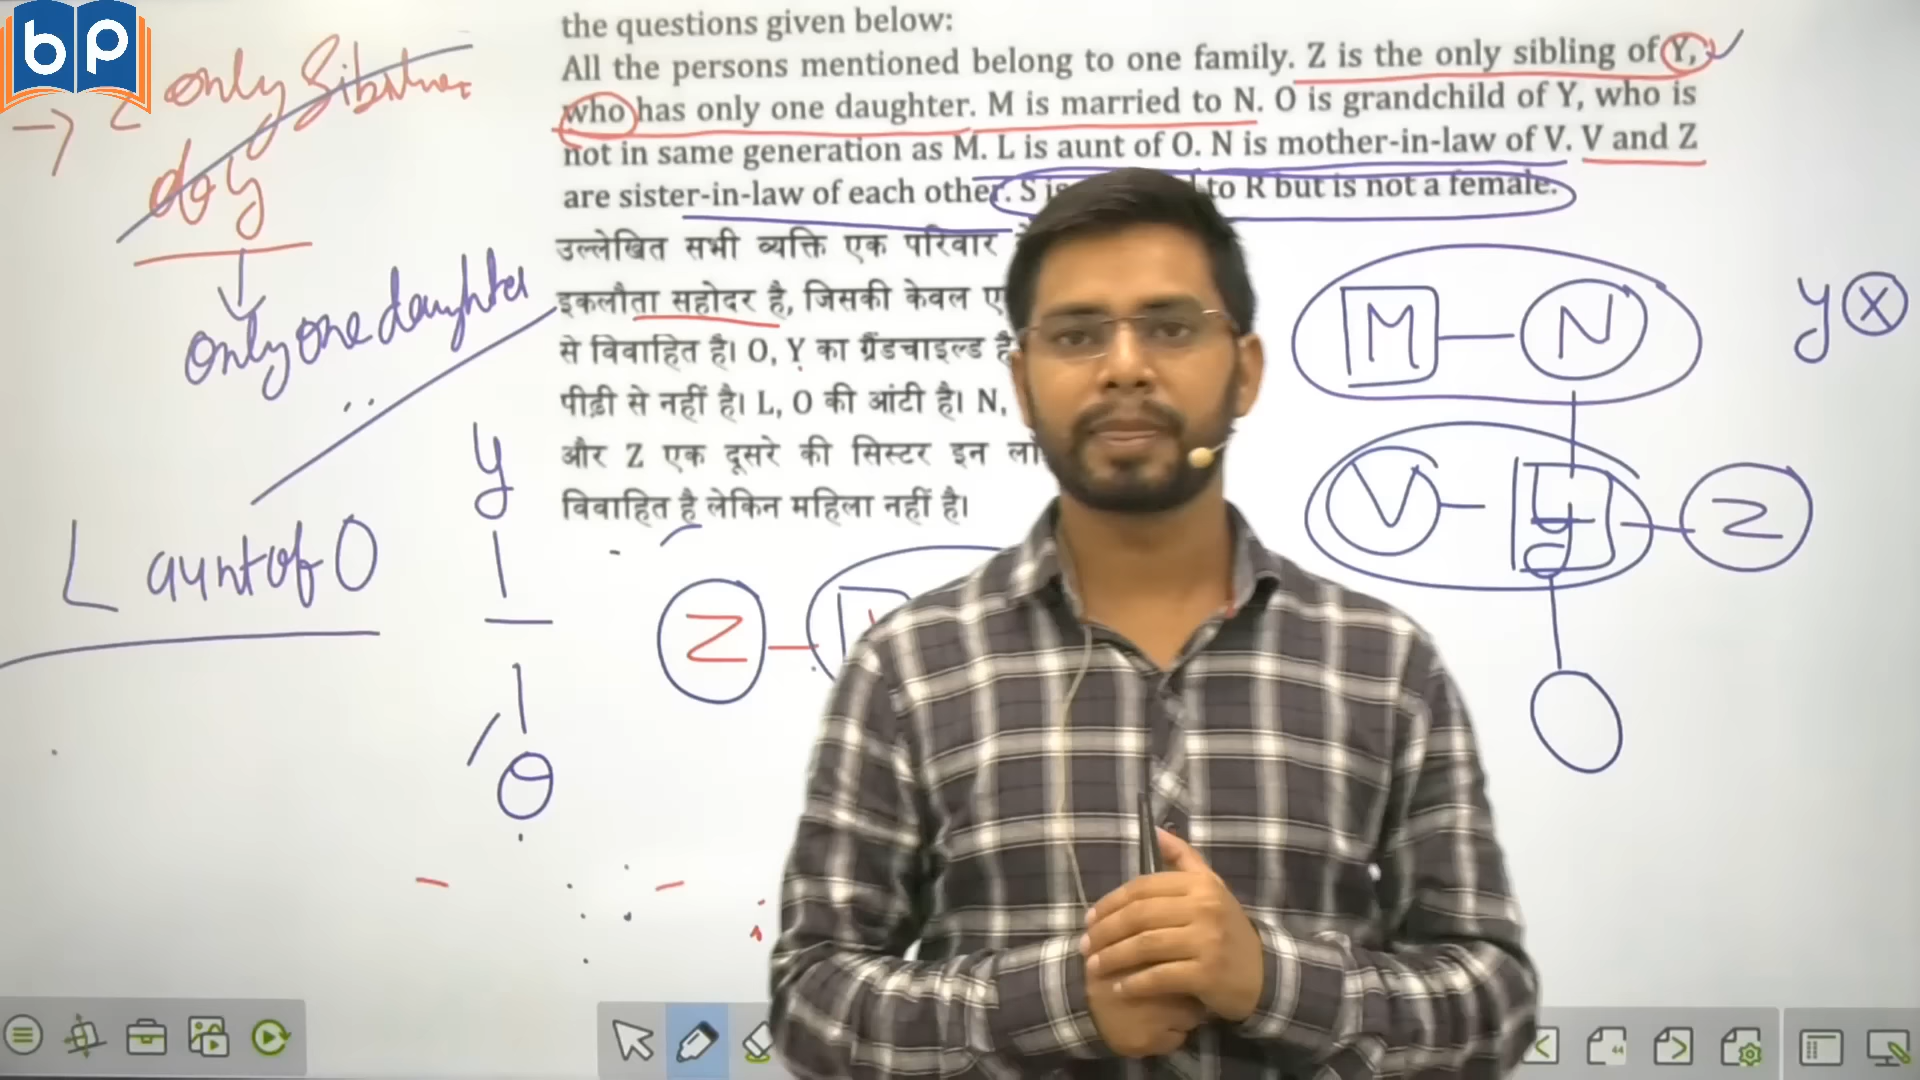 bp
the questions given below:
All the persons mentioned belong to one family. Z is the only sibling of Y,
who has only one daughter. M is married to N. O is grandchild of Y, who is
not in same generation as M. L is aunt of O. N is mother-in-law of V. V and Z
are sister-in-law of each other. S is to R but is not a female.
उल्लेखित सभी व्यक्ति एक परिवार
इकलौता सहोदर है, जिसकी केवल
से विवाहित है। O, Y का ग्रैंडचाइल्ड है
पीढ़ी से नहीं है। L, O की आंटी है। N,
और Z एक दूसरे की सिस्टर इन
विवाहित है लेकिन महिला नहीं है।
→ Z only
of y
only one daughter
L aunt of O
y
O
Z
M N
y X
V y Z
44